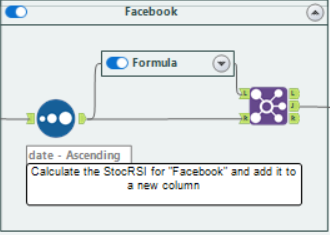 Facebook
Formula
L
L
J
R
R
date - Ascending
Calculate the StocRSI for "Facebook" and add it to
a new column